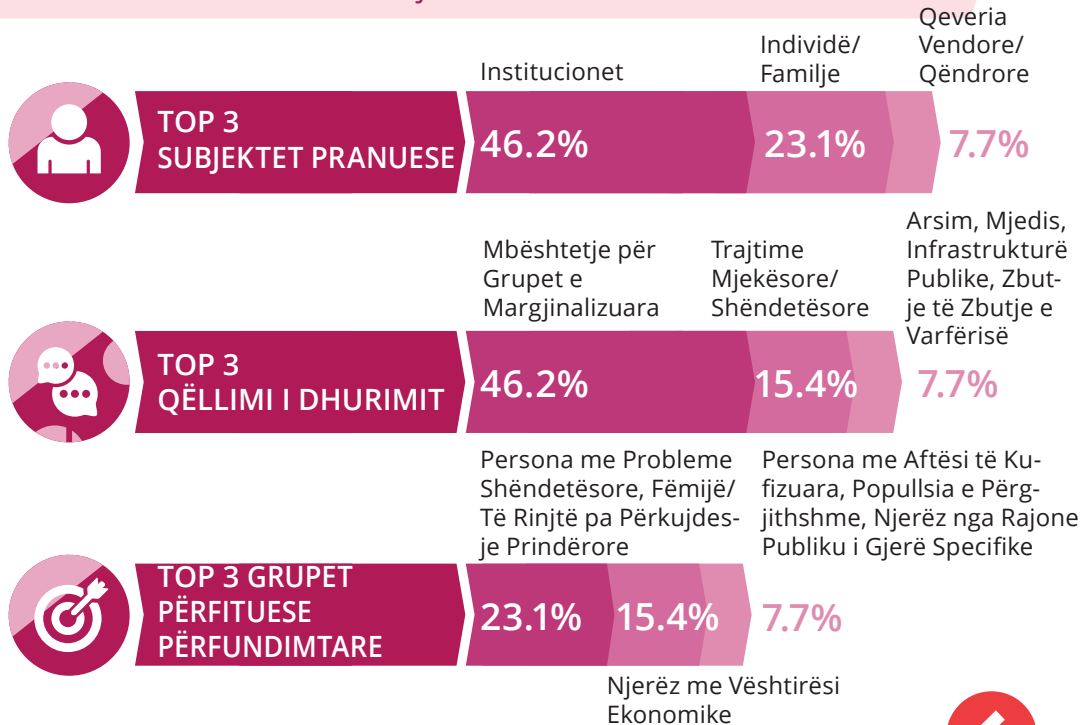 Institucionet
Individë/
Familje
Qeveria
Vendore/
Qëndrore
TOP 3
SUBJEKTET PRANUESE
46.2%
23.1%
7.7%
Mbështetje për
Grupet e
Margjinalizuara
Trajtime
Mjekësore/
Shëndetësore
Arsim, Mjedis,
Infrastrukturë
Publike, Zbut-
je të Zbutje e
Varfërisë
TOP 3
QËLLIMI I DHURIMIT
46.2%
15.4%
7.7%
Persona me Probleme
Shëndetësore, Fëmijë/
Të Rinjtë pa Përkujdes-
je Prindërore
Persona me Aftësi të Ku-
fizuara, Popullsia e Përg-
jithshme, Njerëz nga Rajone
Publiku i Gjerë Specifike
TOP 3 GRUPET
PËRFITUESE
PËRFUNDIMTARE
23.1%
15.4%
7.7%
Njerëz me Vështirësi
Ekonomike